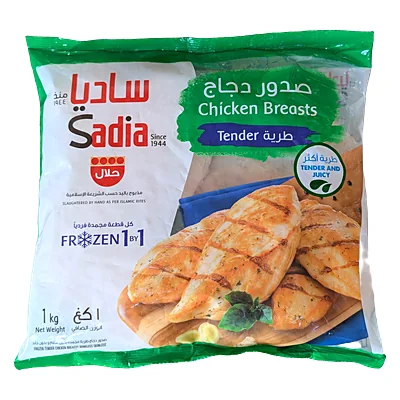 ساديا
منذ
١٩٤٤
Sadia
Since
1944
حلال
مذبوح باليد حسب الشريعة الإسلامية
SLAUGHTERED BY HAND AS PER ISLAMIC RITES
كل قطعة مجمدة فردياً
FROZEN 1 BY 1
1 kg
Net Weight
١ كغ
الوزن الصافي
صدور دجاج
Chicken Breasts
Tender طرية
طرية أكثر
TENDER AND
JUICY